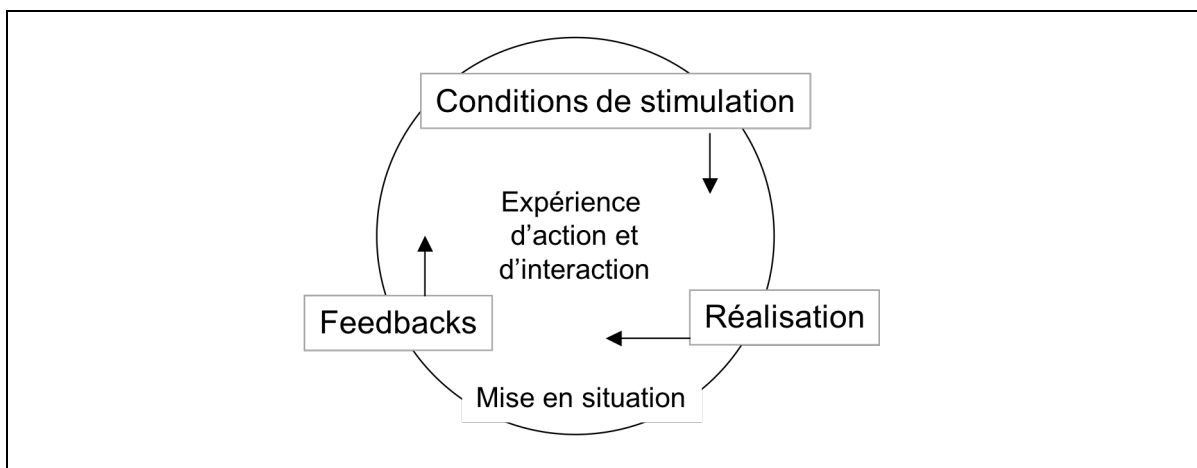 Conditions de stimulation
Expérience
d’action et
d’interaction
Feedbacks
Réalisation
Mise en situation